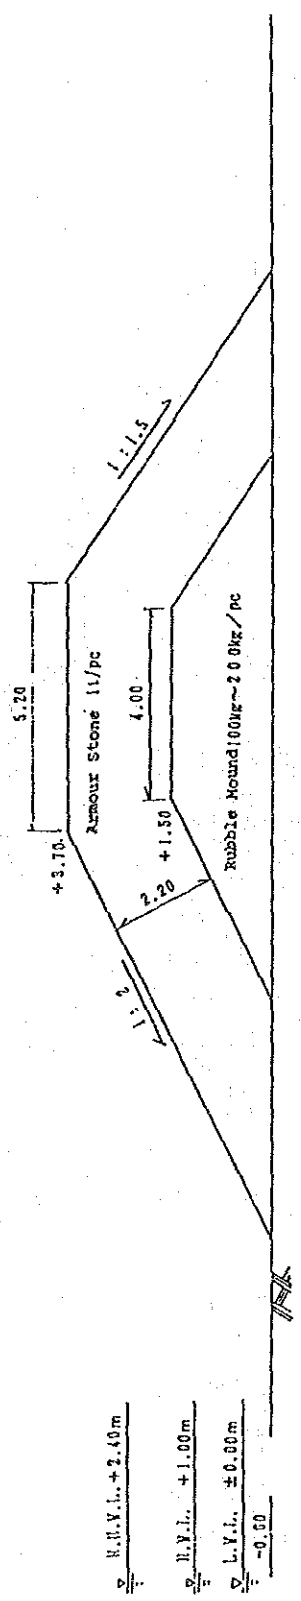 5.20
+3.70
Armour Stone 1t/pc
1:1.5
1:2
4.00
+1.50
2.20
Rubble Mound 100kg~200kg/pc
H.H.W.L. +2.40m
H.W.L. +1.00m
L.W.L. ±0.00m
-0.60